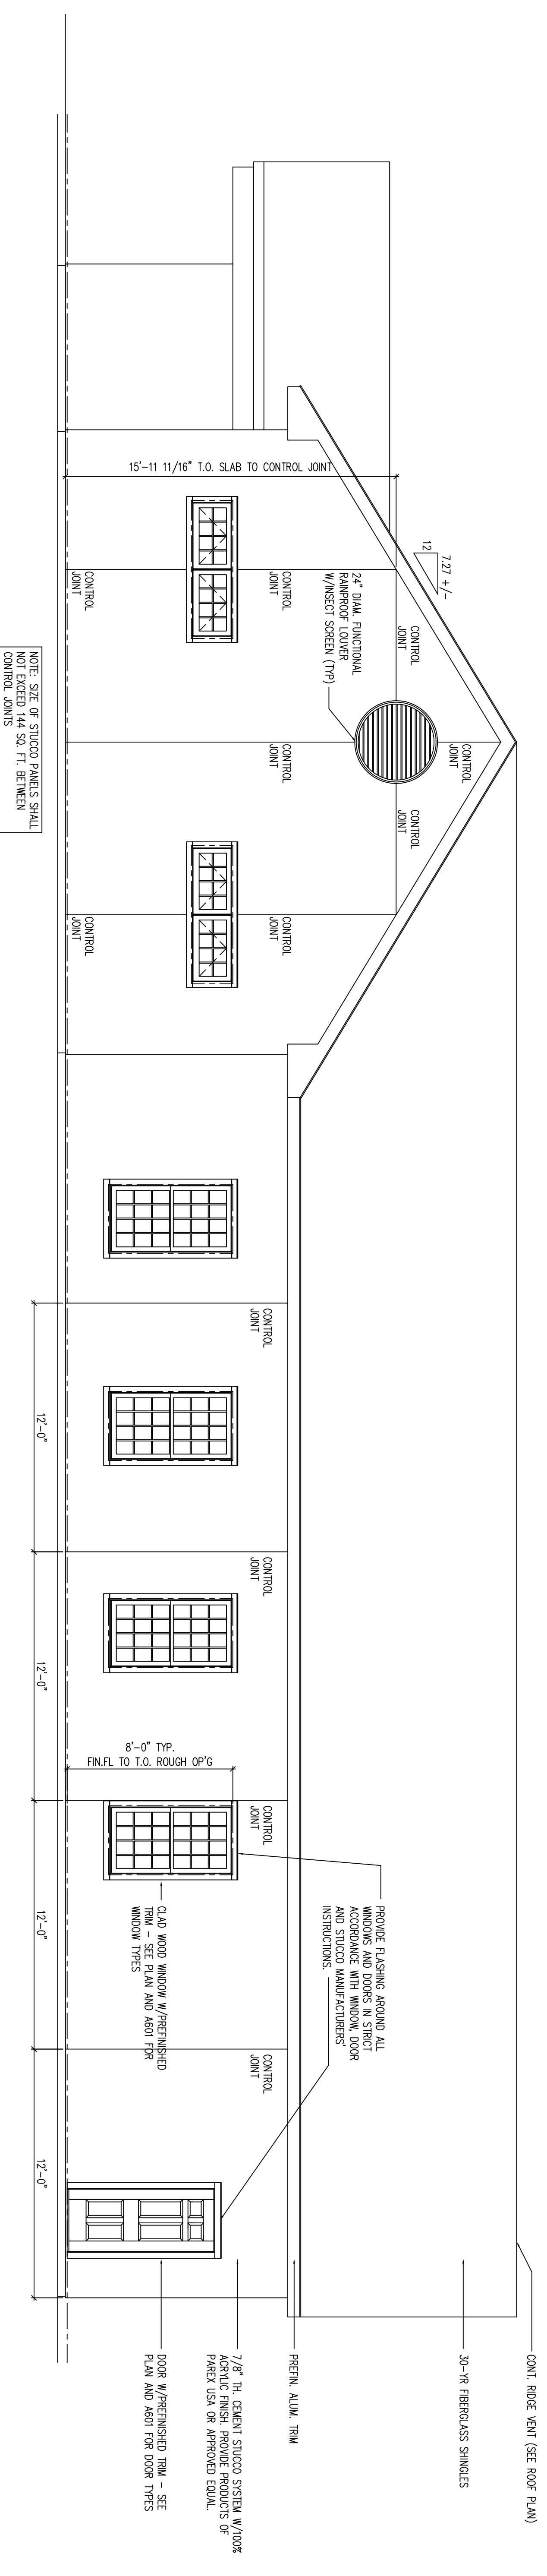 CONT. RIDGE VENT (SEE ROOF PLAN)
30-YR FIBERGLASS SHINGLES
PREFIN. ALUM. TRIM
7/8" TH. CEMENT STUCCO SYSTEM W/100%
ACRYLIC FINISH. PROVIDE PRODUCTS OF
PAREX USA OR APPROVED EQUAL.
DOOR W/PREFINISHED TRIM – SEE
PLAN AND A601 FOR DOOR TYPES
7.27 +/-
12
CONTROL
JOINT
CONTROL
JOINT
CONTROL
JOINT
24" DIAM. FUNCTIONAL
RAINPROOF LOUVER
W/INSECT SCREEN (TYP)
15'-11 11/16" T.O. SLAB TO CONTROL JOINT
CONTROL
JOINT
CONTROL
JOINT
CONTROL
JOINT
CONTROL
JOINT
CONTROL
JOINT
CONTROL
JOINT
CONTROL
JOINT
CONTROL
JOINT
CONTROL
JOINT
PROVIDE FLASHING AROUND ALL
WINDOWS AND DOORS IN STRICT
ACCORDANCE WITH WINDOW, DOOR
AND STUCCO MANUFACTURERS'
INSTRUCTIONS.
8'-0" TYP.
FIN.FL TO T.O. ROUGH OP'G
CLAD WOOD WINDOW W/PREFINISHED
TRIM – SEE PLAN AND A601 FOR
WINDOW TYPES
12'-0"
12'-0"
12'-0"
12'-0"
NOTE: SIZE OF STUCCO PANELS SHALL
NOT EXCEED 144 SQ. FT. BETWEEN
CONTROL JOINTS